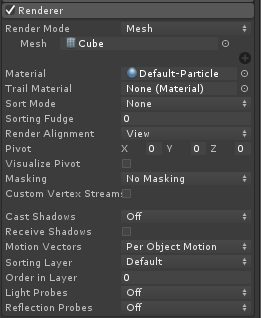 Renderer
Render Mode Mesh
Mesh Cube
Material Default-Particle
Trail Material None (Material)
Sort Mode None
Sorting Fudge 0
Render Alignment View
Pivot X 0 Y 0 Z 0
Visualize Pivot
Masking No Masking
Custom Vertex Streams
Cast Shadows Off
Receive Shadows
Motion Vectors Per Object Motion
Sorting Layer Default
Order in Layer 0
Light Probes Off
Reflection Probes Off